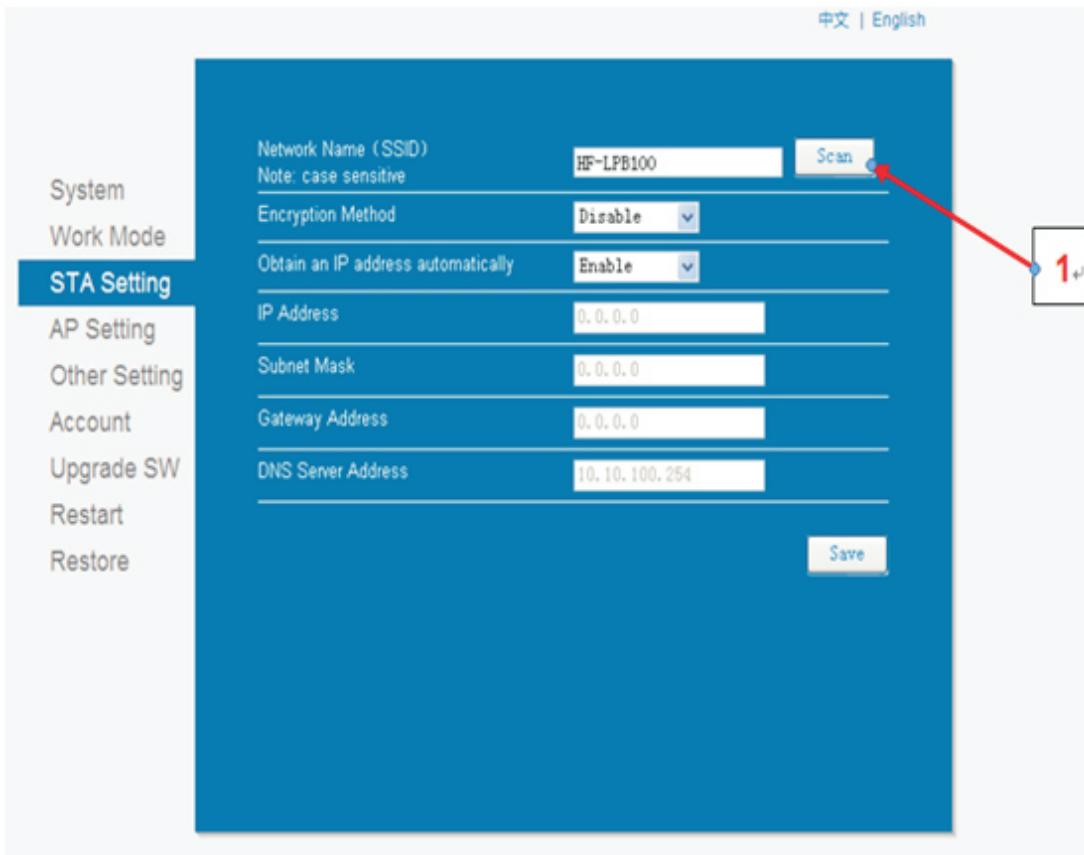 中文 | English
Network Name（SSID）
Note: case sensitive
HF-LPB100
Scan
Encryption Method
Disable
Obtain an IP address automatically
Enable
IP Address
0.0.0.0
Subnet Mask
0.0.0.0
Gateway Address
0.0.0.0
DNS Server Address
10.10.100.254
Save
System
Work Mode
STA Setting
AP Setting
Other Setting
Account
Upgrade SW
Restart
Restore
1